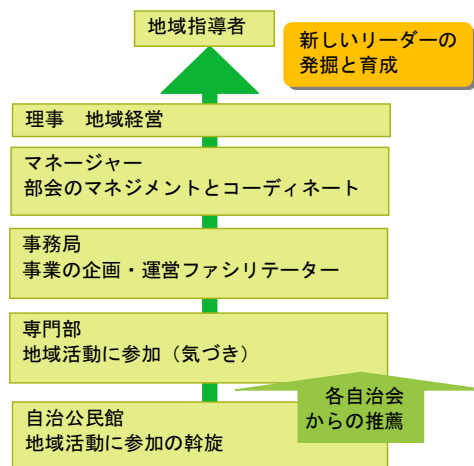 地域指導者
新しいリーダーの
発掘と育成
理事　地域経営
マネージャー
部会のマネジメントとコーディネート
事務局
事業の企画・運営ファシリテーター
専門部
地域活動に参加（気づき）
各自治会
からの推薦
自治公民館
地域活動に参加の斡旋